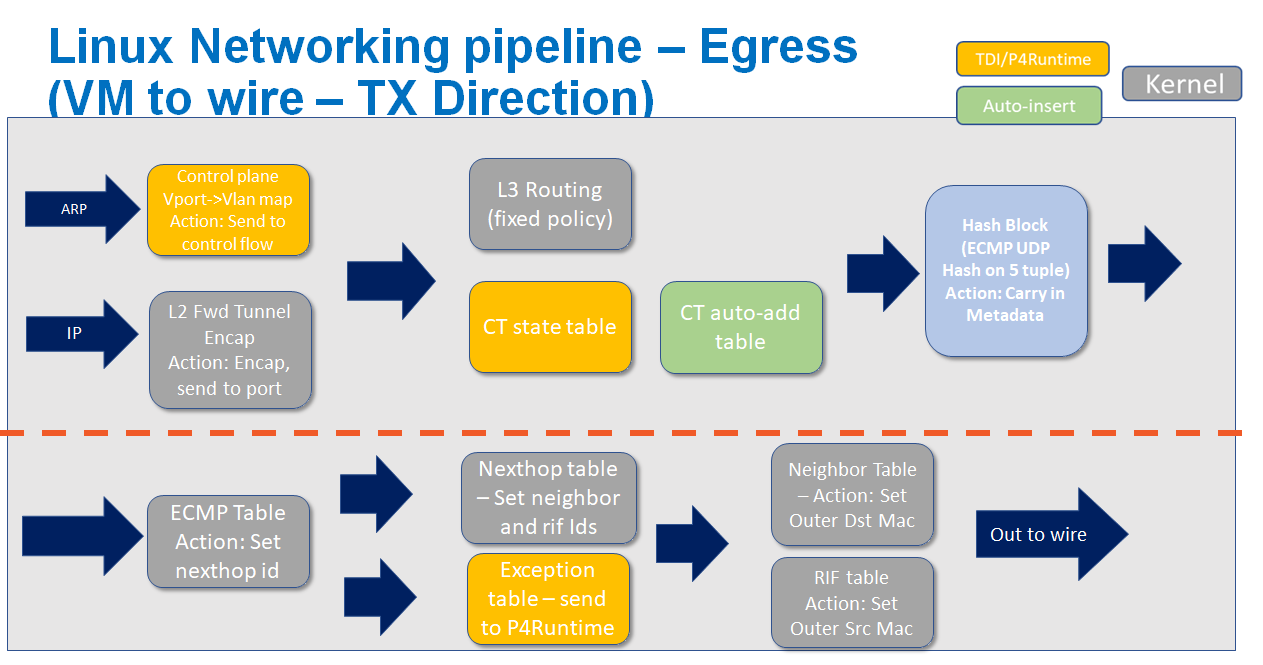 Linux Networking pipeline – Egress
(VM to wire – TX Direction)
TDI/P4Runtime
Kernel
Auto-insert
ARP
Control plane
Vport->Vlan map
Action: Send to
control flow
IP
L2 Fwd Tunnel
Encap
Action: Encap,
send to port
L3 Routing
(fixed policy)
CT state table
CT auto-add
table
Hash Block
(ECMP UDP
Hash on 5 tuple)
Action: Carry in
Metadata
ECMP Table
Action: Set
nexthop id
Nexthop table
– Set neighbor
and rif Ids
Exception
table – send
to P4Runtime
Neighbor Table
– Action: Set
Outer Dst Mac
RIF table
Action: Set
Outer Src Mac
Out to wire